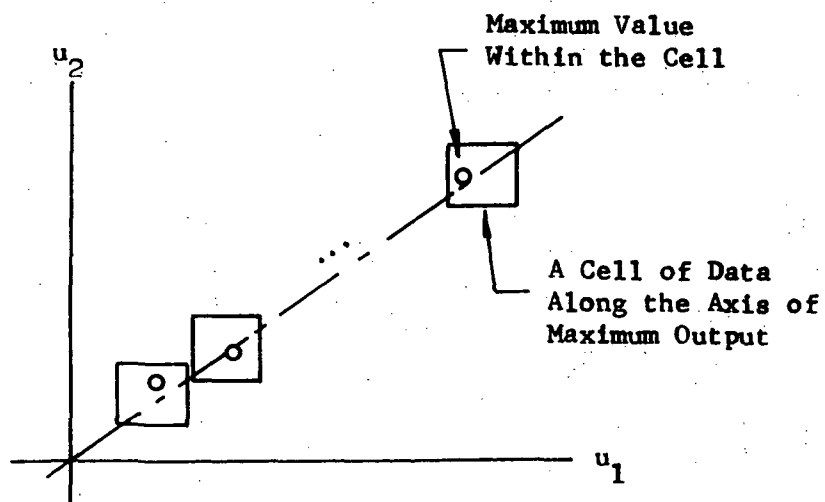 Maximum Value
Within the Cell
u2
A Cell of Data
Along the Axis of
Maximum Output
u1